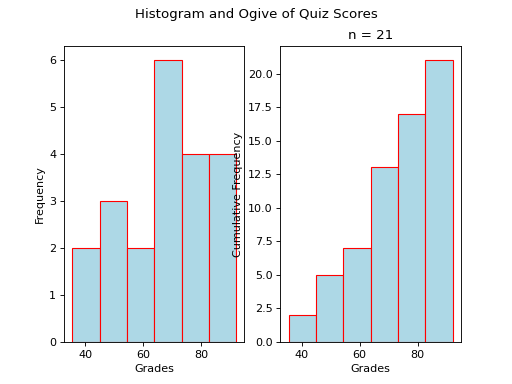 Histogram and Ogive of Quiz Scores
n = 21
6
5
4
3
2
1
0
Frequency
40 60 80
Grades
20.0
17.5
15.0
12.5
10.0
7.5
5.0
2.5
0.0
Cumulative Frequency
40 60 80
Grades